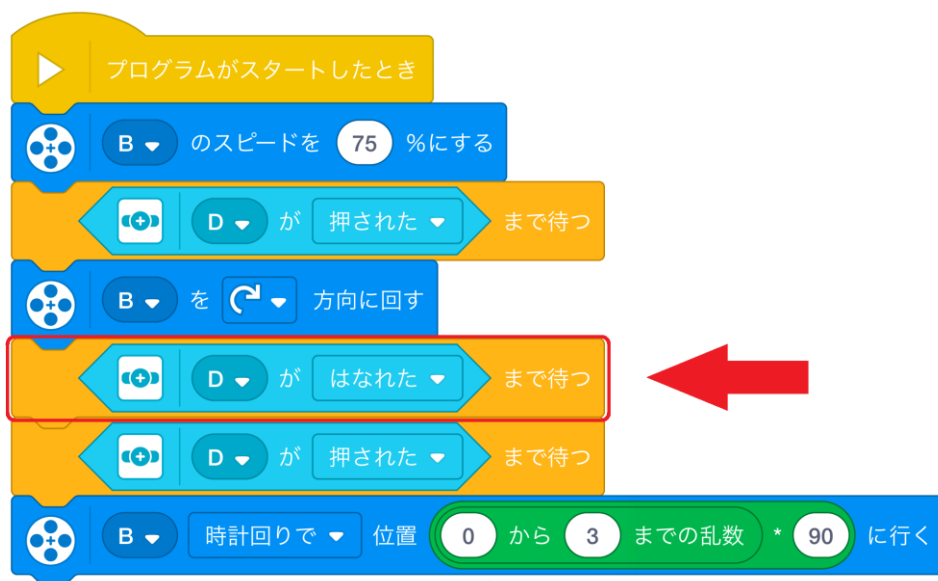 プログラムがスタートしたとき
B のスピードを 75 %にする
D が 押された まで待つ
B を 方向に回す
D が はなれた まで待つ
D が 押された まで待つ
B 時計回りで 位置 0 から 3 までの乱数 * 90 に行く